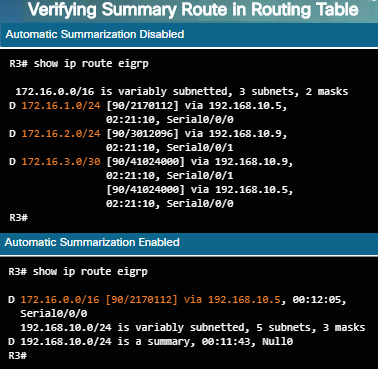 Verifying Summary Route in Routing Table
Automatic Summarization Disabled
R3# show ip route eigrp
172.16.0.0/16 is variably subnetted, 3 subnets, 2 masks
D 172.16.1.0/24 [90/2170112] via 192.168.10.5,
02:21:10, Serial0/0/0
D 172.16.2.0/24 [90/3012096] via 192.168.10.9,
02:21:10, Serial0/0/1
D 172.16.3.0/30 [90/41024000] via 192.168.10.9,
02:21:10, Serial0/0/1
[90/41024000] via 192.168.10.5,
02:21:10, Serial0/0/0
R3#
Automatic Summarization Enabled
R3# show ip route eigrp
D 172.16.0.0/16 [90/2170112] via 192.168.10.5, 00:12:05,
Serial0/0/0
192.168.10.0/24 is variably subnetted, 5 subnets, 3 masks
D 192.168.10.0/24 is a summary, 00:11:43, Null0
R3#